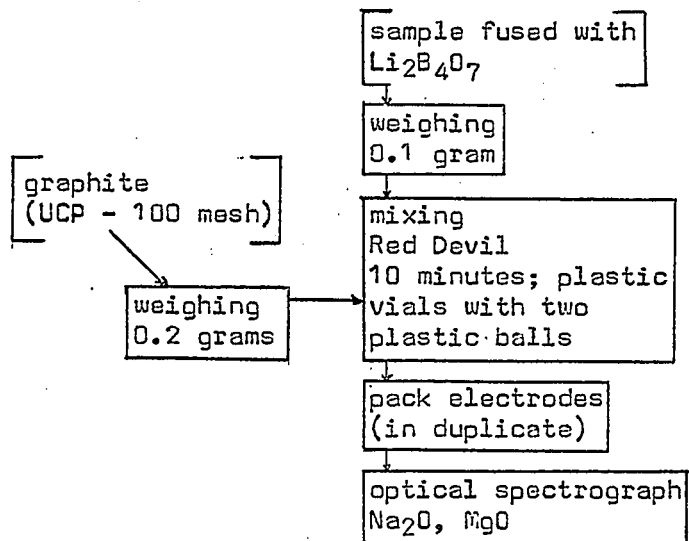 sample fused with
Li2B4O7
weighing
0.1 gram
graphite
(UCP - 100 mesh)
weighing
0.2 grams
mixing
Red Devil
10 minutes; plastic
vials with two
plastic balls
pack electrodes
(in duplicate)
optical spectrograph
Na2O, MgO